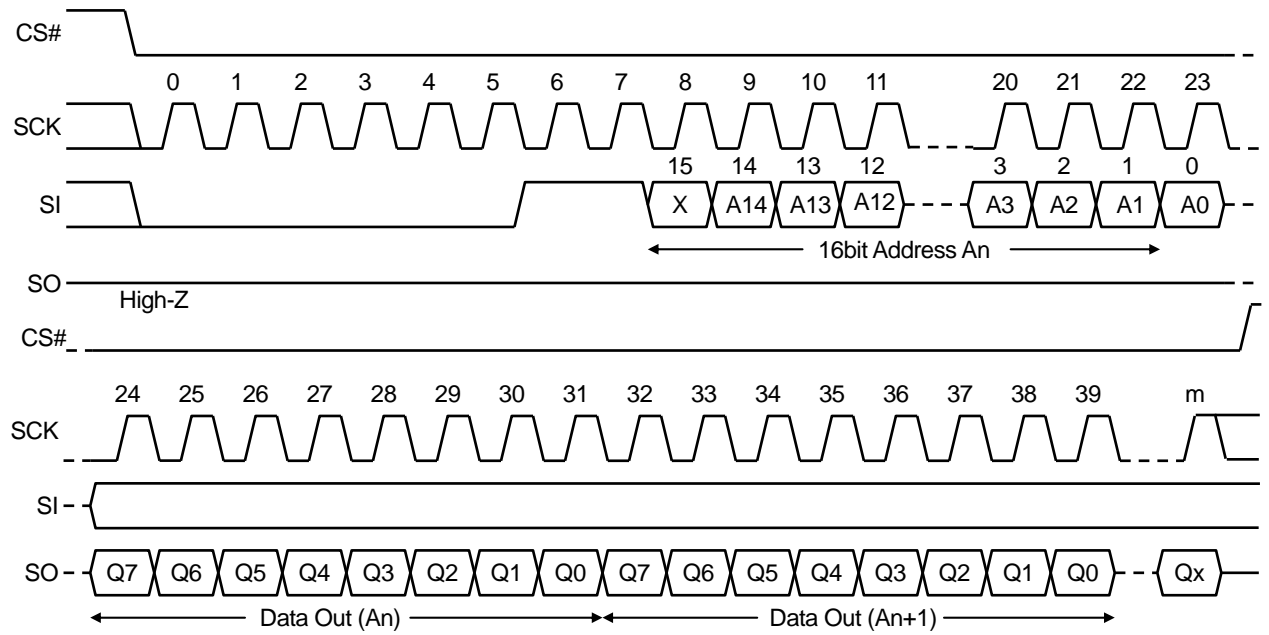 CS#
0 1 2 3 4 5 6 7 8 9 10 11 20 21 22 23
SCK
15 14 13 12 3 2 1 0
SI X A14 A13 A12 A3 A2 A1 A0
16bit Address An
SO
High-Z
CS#
24 25 26 27 28 29 30 31 32 33 34 35 36 37 38 39 m
SCK
SI
SO Q7 Q6 Q5 Q4 Q3 Q2 Q1 Q0 Q7 Q6 Q5 Q4 Q3 Q2 Q1 Q0 Qx
Data Out (An) Data Out (An+1)